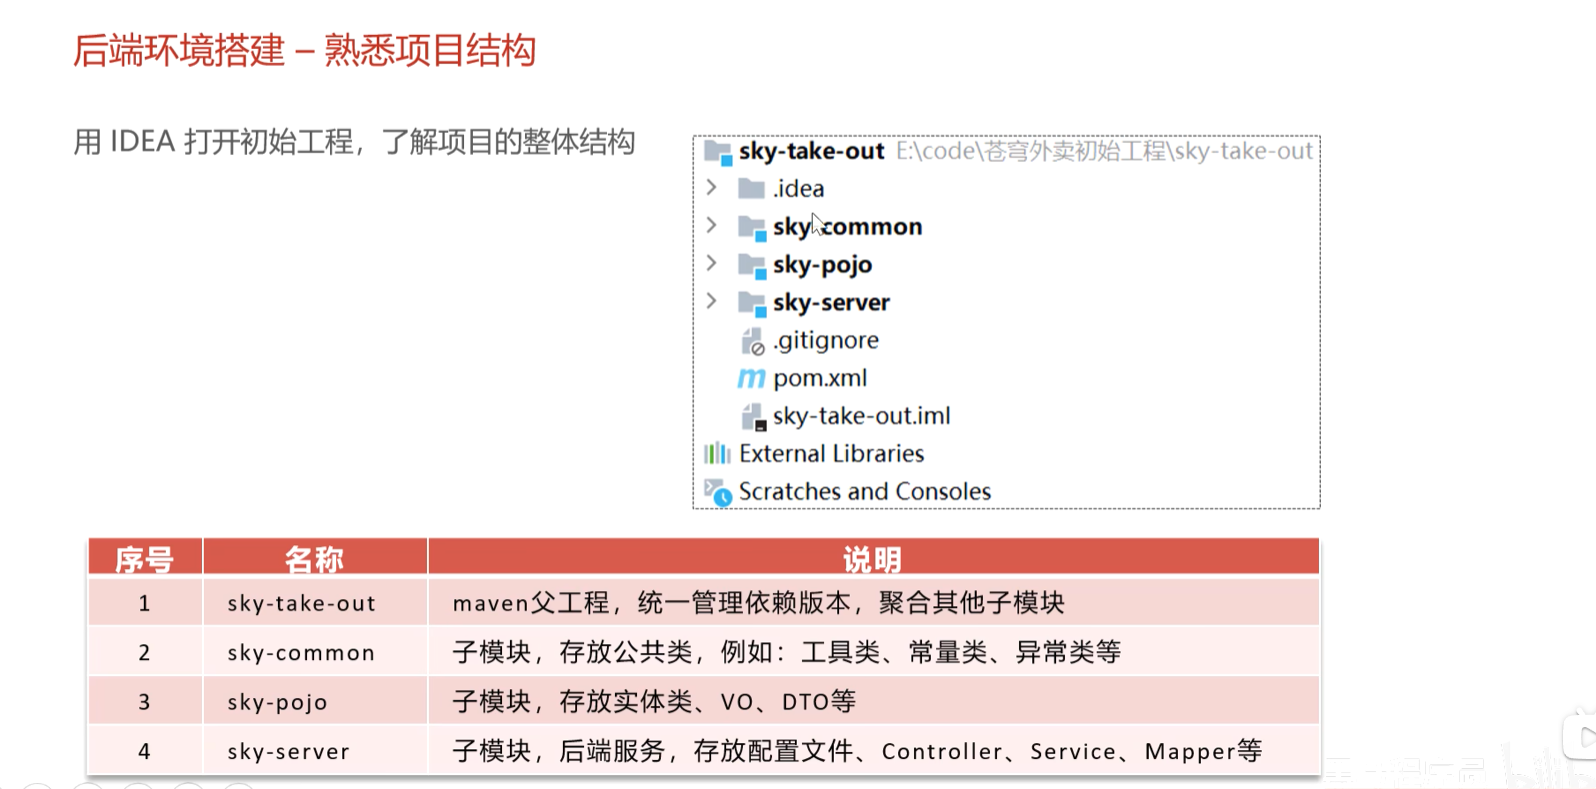 后端环境搭建 – 熟悉项目结构
用 IDEA 打开初始工程，了解项目的整体结构
sky-take-out E:\code\苍穹外卖初始工程\sky-take-out
.idea
sky-common
sky-pojo
sky-server
.gitignore
pom.xml
sky-take-out.iml
External Libraries
Scratches and Consoles
序号 名称 说明
1 sky-take-out maven父工程，统一管理依赖版本，聚合其他子模块
2 sky-common 子模块，存放公共类，例如：工具类、常量类、异常类等
3 sky-pojo 子模块，存放实体类、VO、DTO等
4 sky-server 子模块，后端服务，存放配置文件、Controller、Service、Mapper等